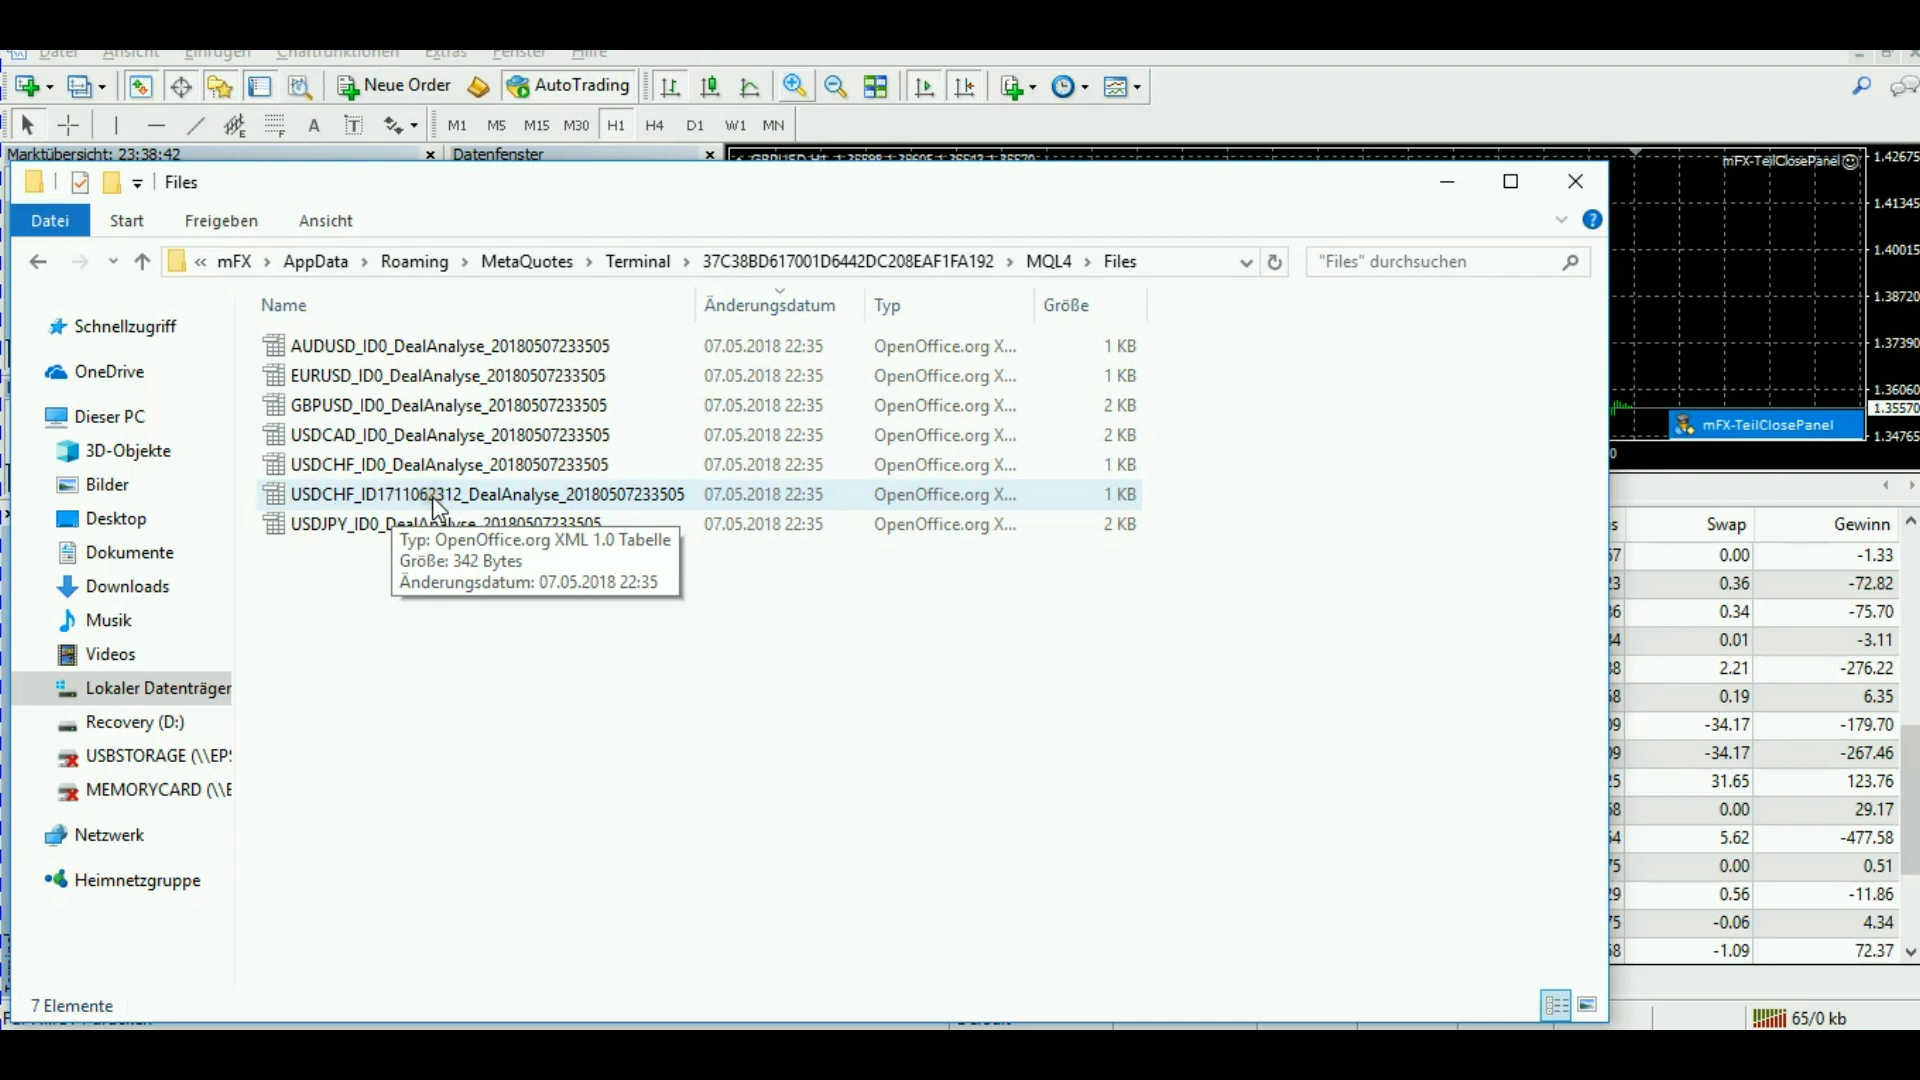 Datei Ansicht Einfügen Chartfunktionen Extras Fenster Hilfe
Neue Order AutoTrading
A T M1 M5 M15 M30 H1 H4 D1 W1 MN
Marktübersicht: 23:38:42 Datenfenster
mFX-TeilClosePanel 1.42675
Files
1.41345
Datei Start Freigeben Ansicht
1.40015
« mFX > AppData > Roaming > MetaQuotes > Terminal > 37C38BD617001D6442DC208EAF1FA192 > MQL4 > Files "Files" durchsuchen
1.38720
Name Änderungsdatum Typ Größe
Schnellzugriff
1.37390
AUDUSD_ID0_DealAnalyse_20180507233505 07.05.2018 22:35 OpenOffice.org X... 1 KB
OneDrive
EURUSD_ID0_DealAnalyse_20180507233505 07.05.2018 22:35 OpenOffice.org X... 1 KB
1.36060
GBPUSD_ID0_DealAnalyse_20180507233505 07.05.2018 22:35 OpenOffice.org X... 2 KB
1.35570
Dieser PC
mFX-TeilClosePanel
USDCAD_ID0_DealAnalyse_20180507233505 07.05.2018 22:35 OpenOffice.org X... 2 KB
1.34765
3D-Objekte
USDCHF_ID0_DealAnalyse_20180507233505 07.05.2018 22:35 OpenOffice.org X... 1 KB
Bilder
USDCHF_ID1711062312_DealAnalyse_20180507233505 07.05.2018 22:35 OpenOffice.org X... 1 KB
Desktop
USDJPY_ID0_DealAnalyse_20180507233505 07.05.2018 22:35 OpenOffice.org X... 2 KB
Swap Gewinn
Typ: OpenOffice.org XML 1.0 Tabelle
Größe: 342 Bytes
Änderungsdatum: 07.05.2018 22:35
Dokumente
0.00 -1.33
Downloads
0.36 -72.82
Musik
0.34 -75.70
0.01 -3.11
Videos
2.21 -276.22
Lokaler Datenträger
0.19 6.35
Recovery (D:)
-34.17 -179.70
USBSTORAGE (\\EPS
-34.17 -267.46
MEMORYCARD (\\E
31.65 123.76
0.00 29.17
Netzwerk
5.62 -477.58
0.00 0.51
Heimnetzgruppe
0.56 -11.86
-0.06 4.34
-1.09 72.37
7 Elemente
65/0 kb